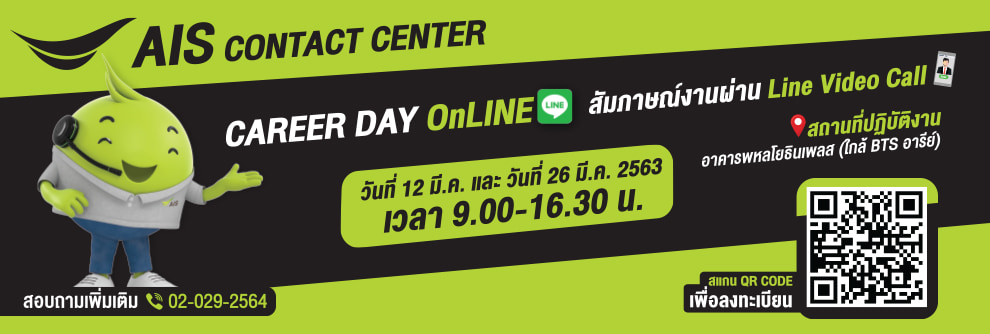 AIS CONTACT CENTER
CAREER DAY OnLINE LINE สัมภาษณ์งานผ่าน Line Video Call
สถานที่ปฏิบัติงาน
อาคารพหลโยธินเพลส (ใกล้ BTS อารีย์)
วันที่ 12 มี.ค. และ วันที่ 26 มี.ค. 2563
เวลา 9.00-16.30 น.
AIS
สแกน QR CODE
เพื่อลงทะเบียน
สอบถามเพิ่มเติม 02-029-2564